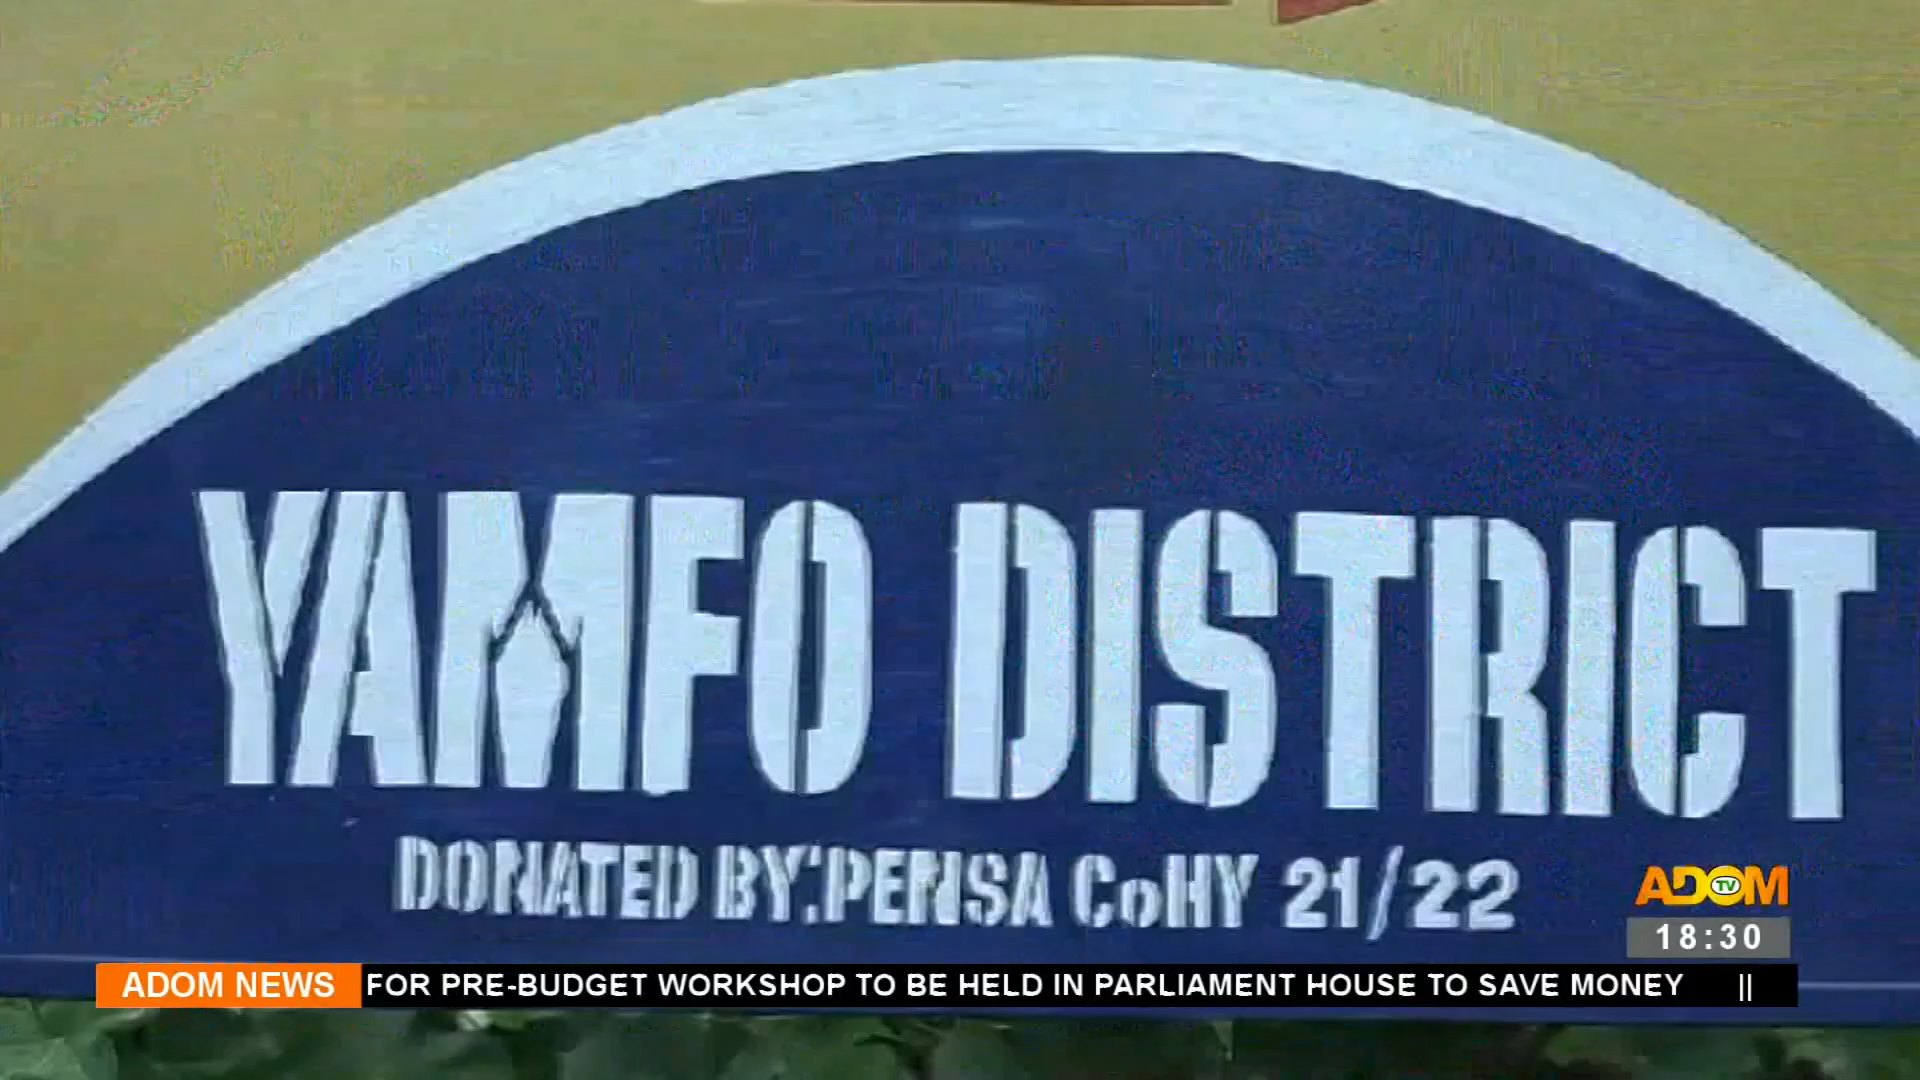 YAMFO DISTRICT
DONATED BY:PENSA CoHY 21/22
ADOM TV
18:30
ADOM NEWS FOR PRE-BUDGET WORKSHOP TO BE HELD IN PARLIAMENT HOUSE TO SAVE MONEY ||